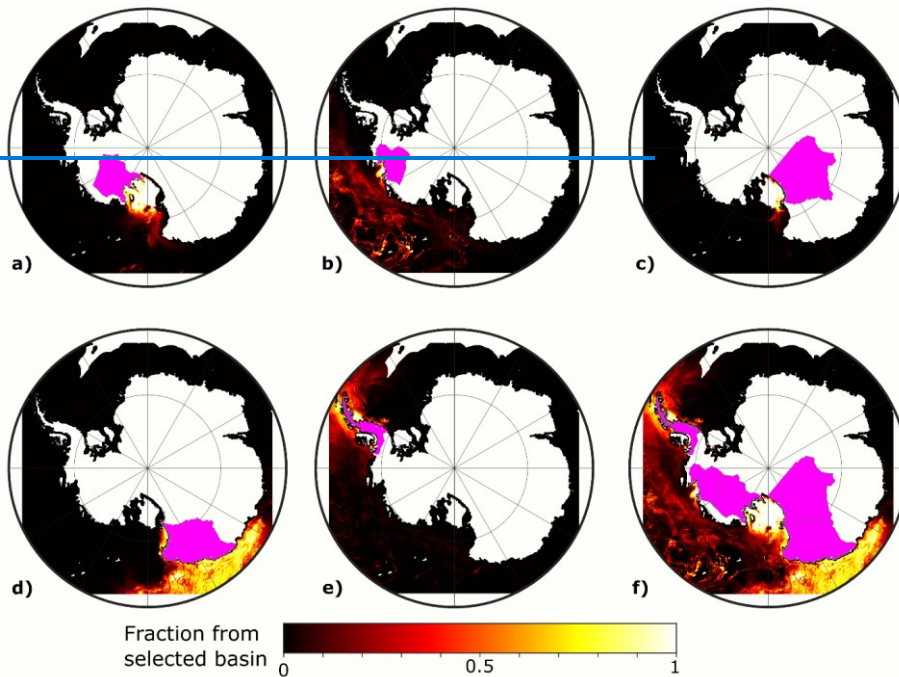 a)
b)
c)
d)
e)
f)
Fraction from
selected basin
0
0.5
1